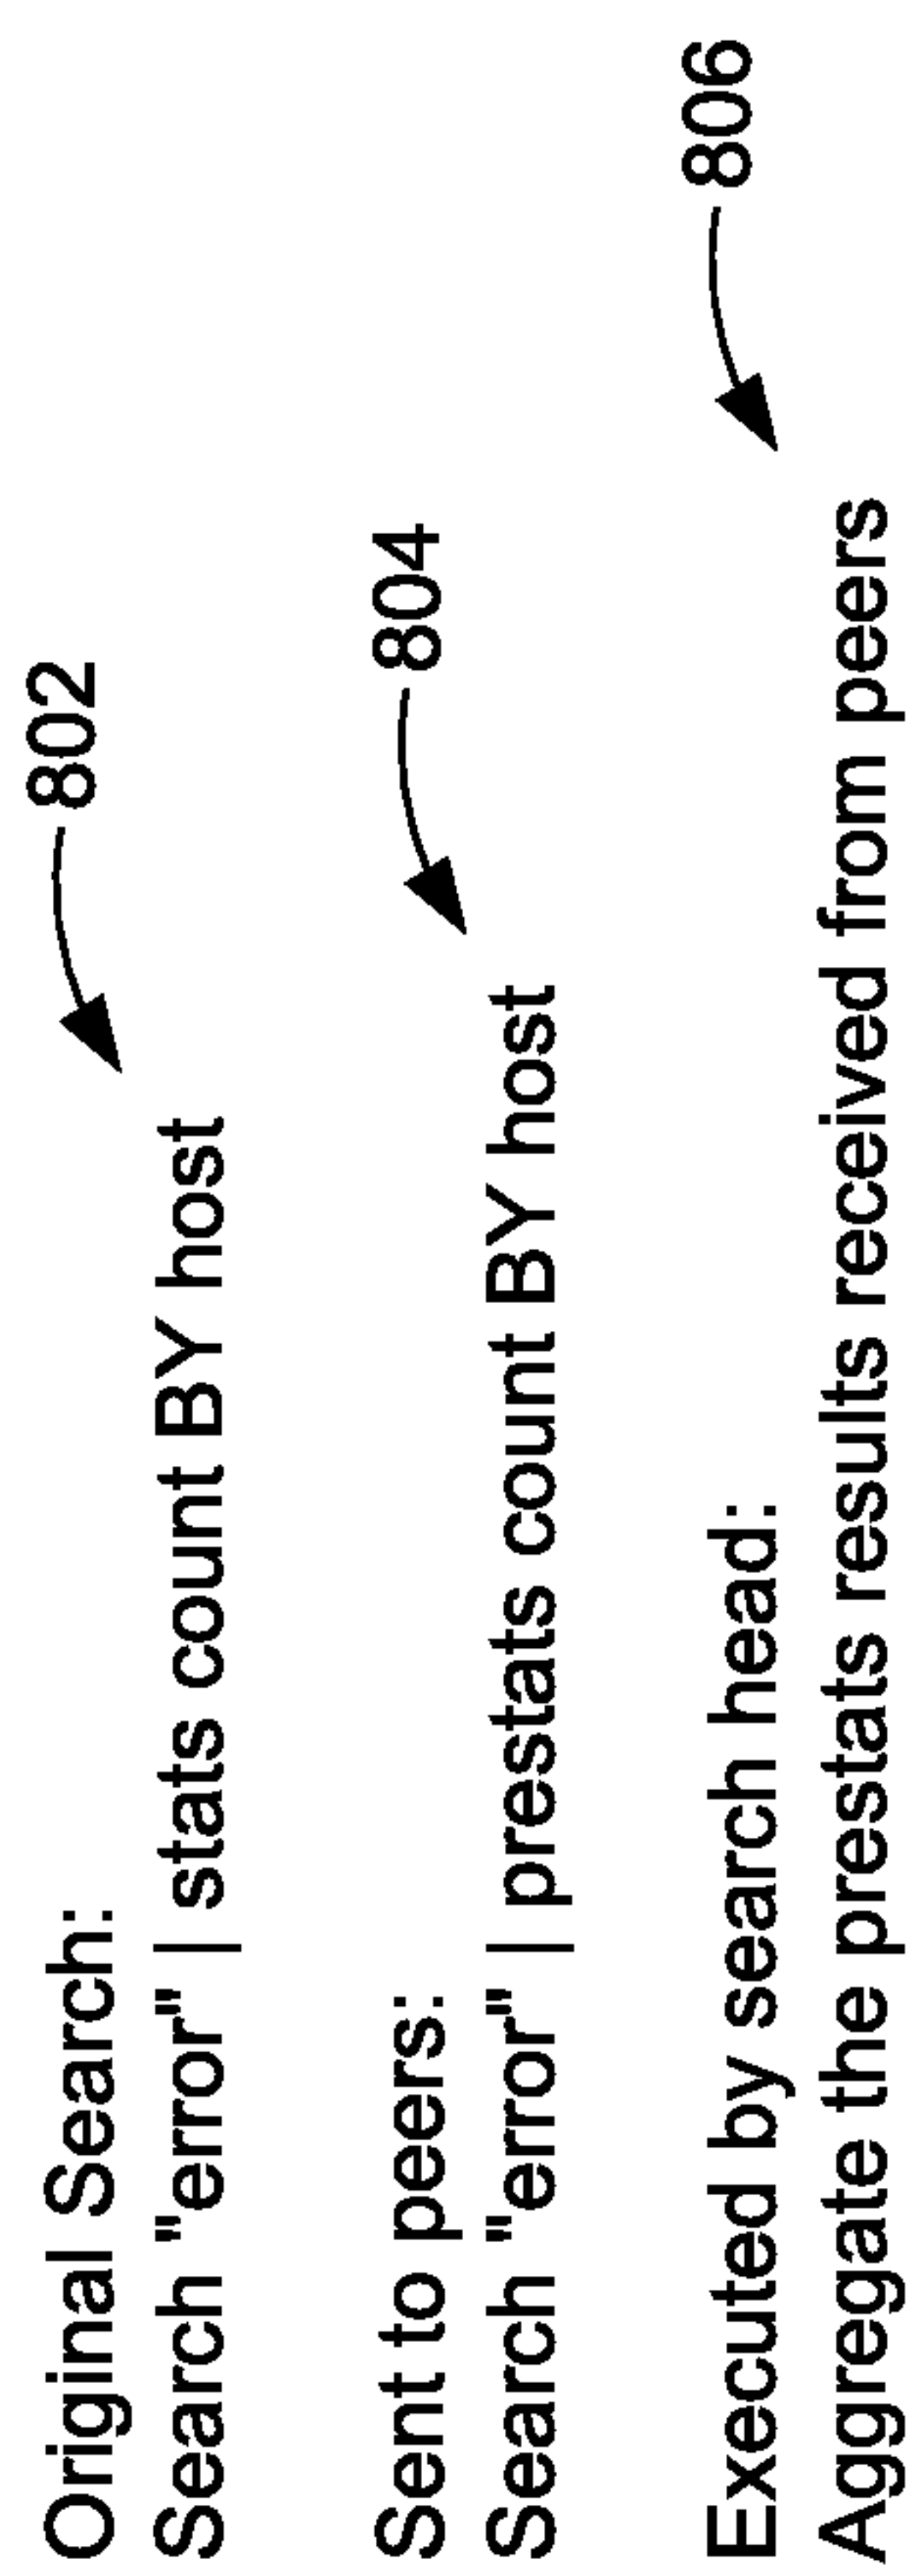 Original Search: 802
Search "error" | stats count BY host
Sent to peers: 804
Search "error" | prestats count BY host
Executed by search head: 806
Aggregate the prestats results received from peers